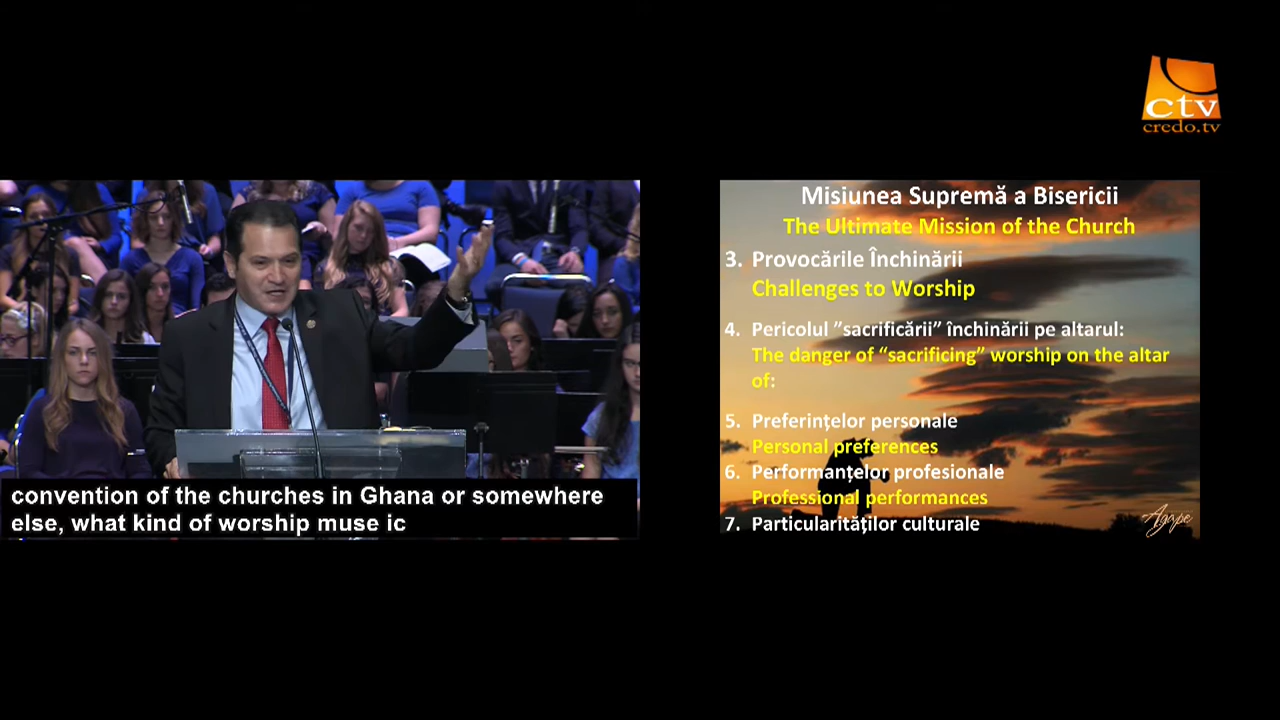 ctv
credo.tv
convention of the churches in Ghana or somewhere
else, what kind of worship muse ic
Misiunea Supremă a Bisericii
The Ultimate Mission of the Church
3. Provocările Închinării
Challenges to Worship
4. Pericolul ”sacrificării” închinării pe altarul:
The danger of “sacrificing” worship on the altar
of:
5. Preferințelor personale
Personal preferences
6. Performanțelor profesionale
Professional performances
7. Particularităților culturale
Agape